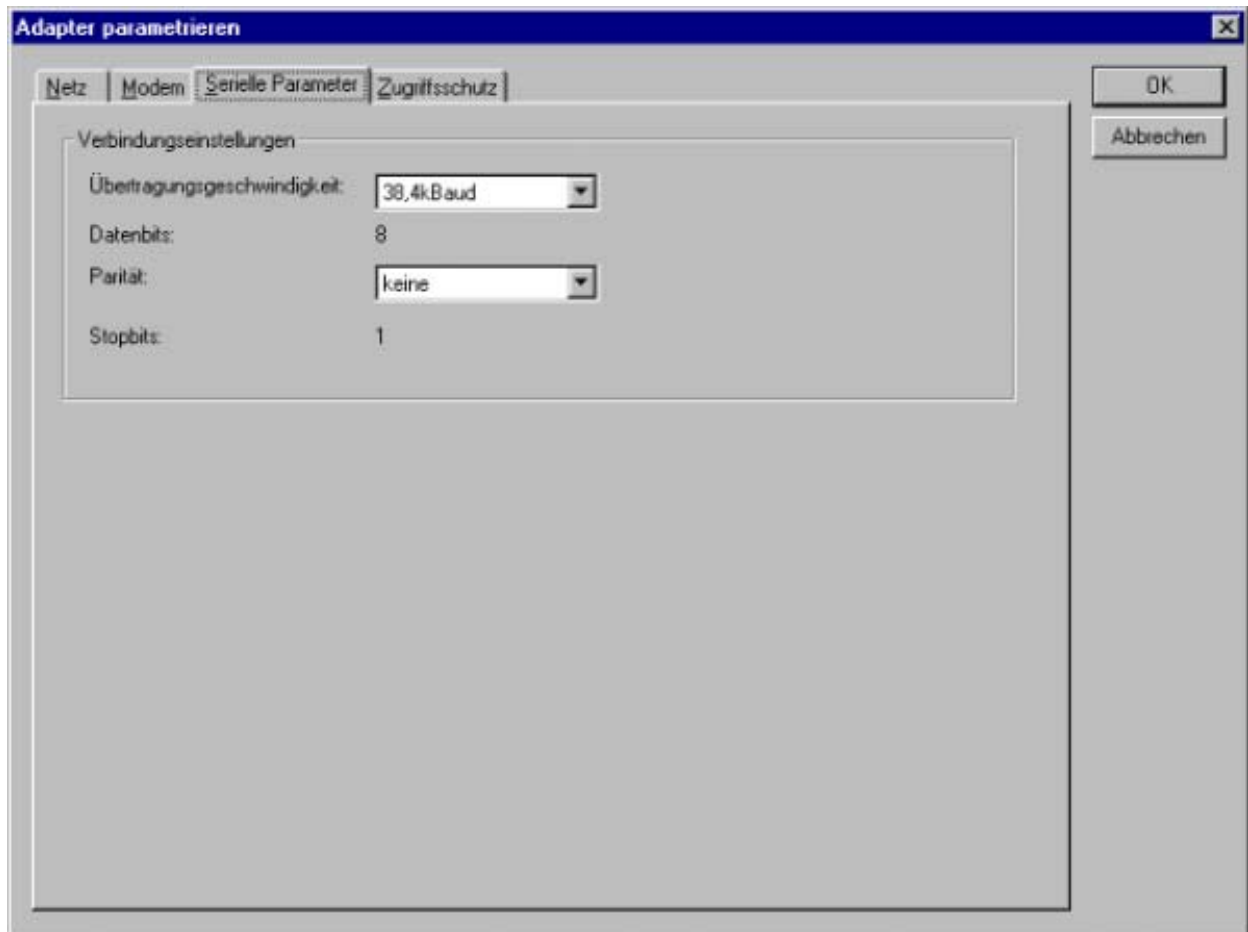 Adapter parametrieren
Netz Modem Serielle Parameter Zugriffsschutz
OK
Abbrechen
Verbindungseinstellungen
Übertragungsgeschwindigkeit: 38,4kBaud
Datenbits: 8
Parität: keine
Stopbits: 1